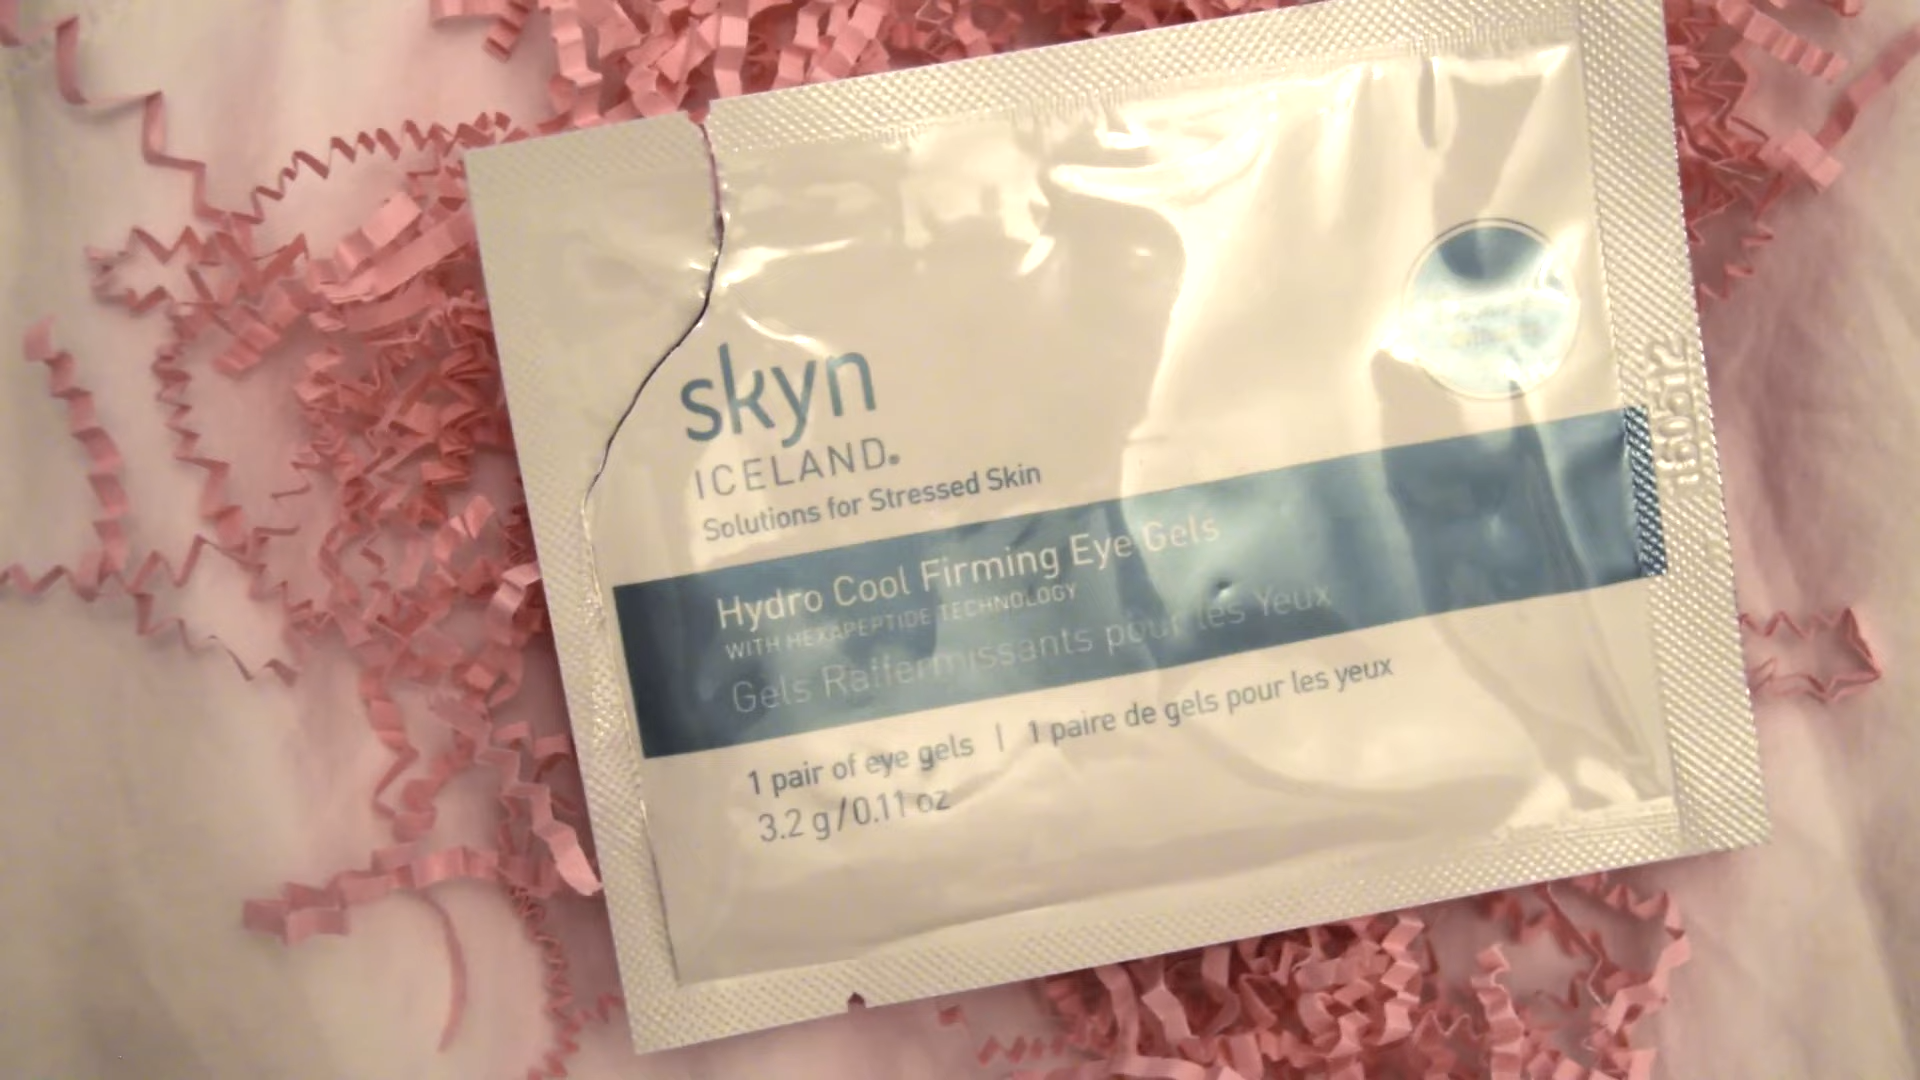 skyn
ICELAND.
Solutions for Stressed Skin
Hydro Cool Firming Eye Gels
WITH HEXAPEPTIDE TECHNOLOGY
Gels Raffermissants pour les Yeux
1 pair of eye gels | 1 paire de gels pour les yeux
3.2 g/0.11 oz
160512